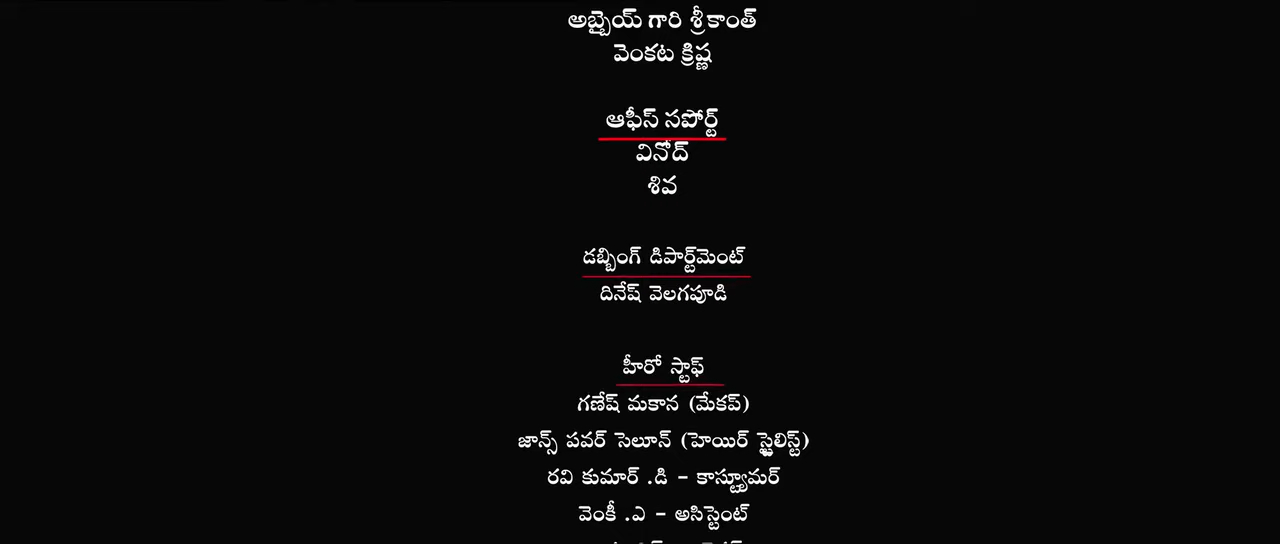 అబ్బైయ్ గారి శ్రీకాంత్
వెంకట క్రిష్ణ
ఆఫీస్ సపోర్ట్
వినోద్
శివ
డబ్బింగ్ డిపార్ట్‌మెంట్
దినేష్ వెలగపూడి
హీరో స్టాఫ్
గణేష్ మకాన (మేకప్)
జాన్స్ పవర్ సెలూన్ (హెయిర్ స్టైలిస్ట్)
రవి కుమార్ .డి - కాస్ట్యూమర్
వెంకీ .ఎ - అసిస్టెంట్